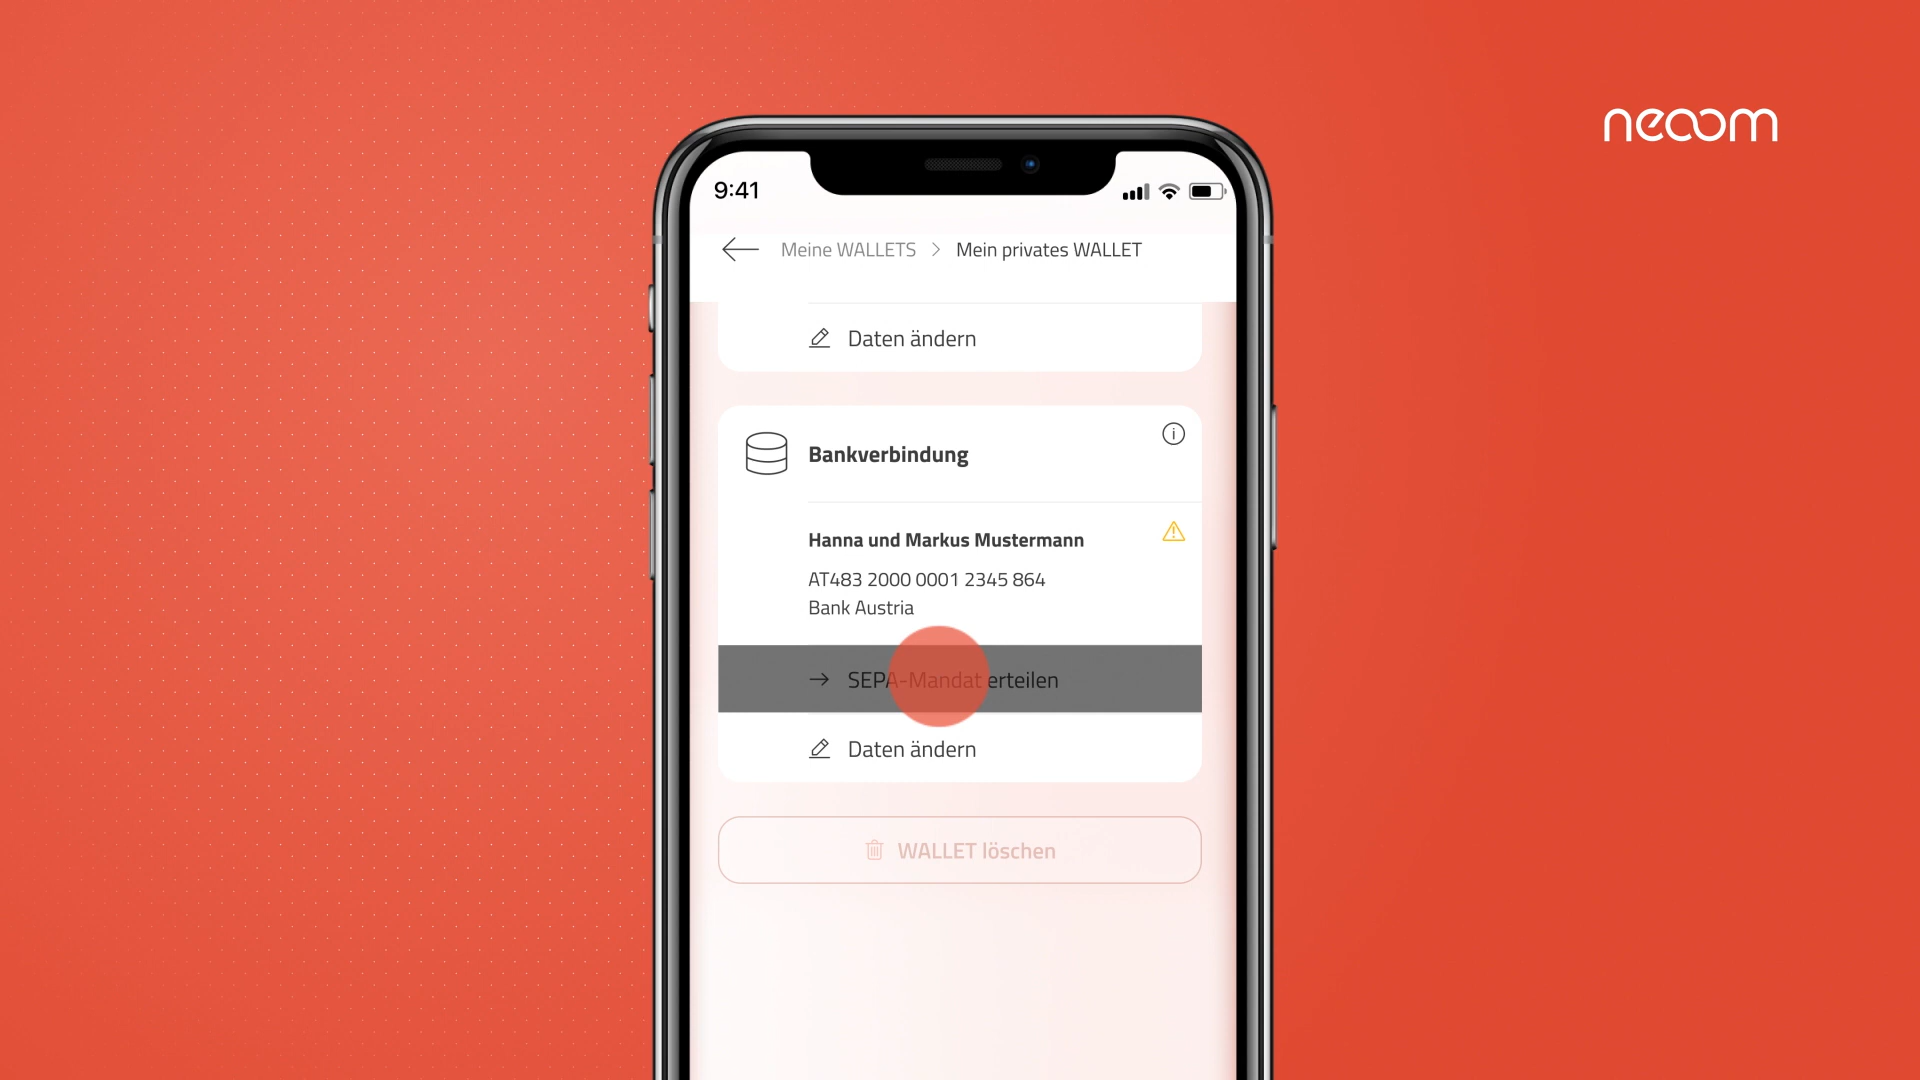 neoom
9:41
Meine WALLETS > Mein privates WALLET
Daten ändern
Bankverbindung
Hanna und Markus Mustermann
AT483 2000 0001 2345 864
Bank Austria
→ SEPA-Mandat erteilen
Daten ändern
WALLET löschen